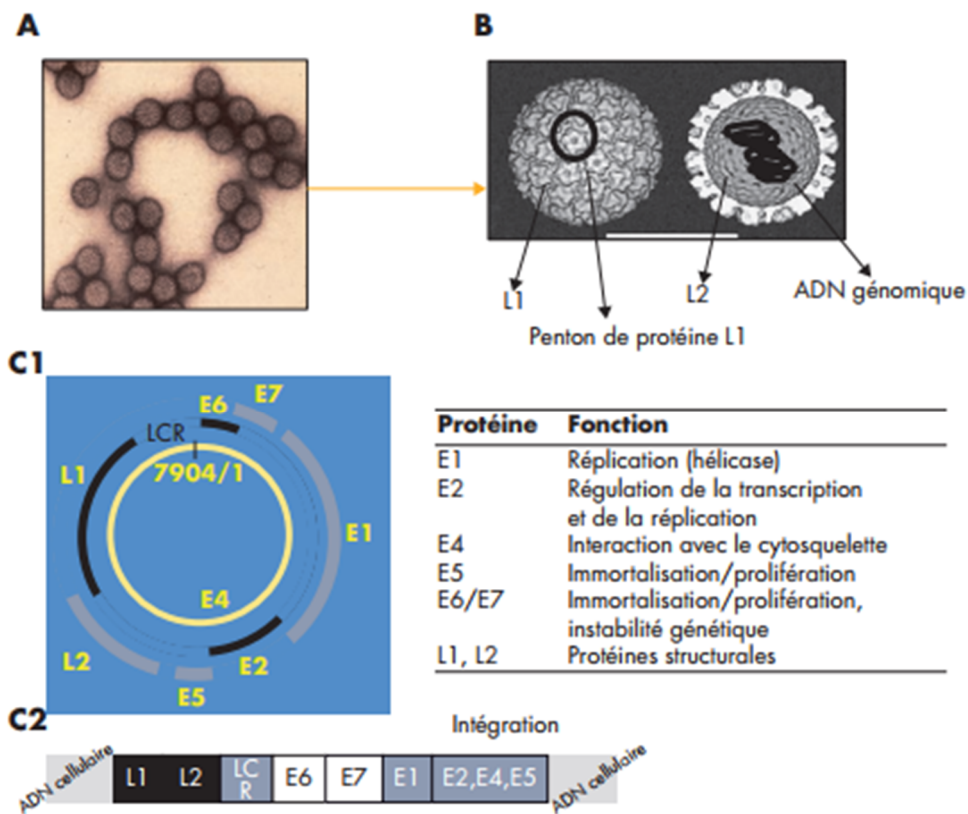 A
B
L1
L2
ADN génomique
Penton de protéine L1
C1
E7
E6
LCR
L1
7904/1
E1
E4
L2
E2
E5
Protéine Fonction
E1 Réplication (hélicase)
E2 Régulation de la transcription
et de la réplication
E4 Interaction avec le cytosquelette
E5 Immortalisation/prolifération
E6/E7 Immortalisation/prolifération,
instabilité génétique
L1, L2 Protéines structurales
C2
Intégration
ADN cellulaire
L1 L2 LC
R E6 E7 E1 E2,E4,E5
ADN cellulaire